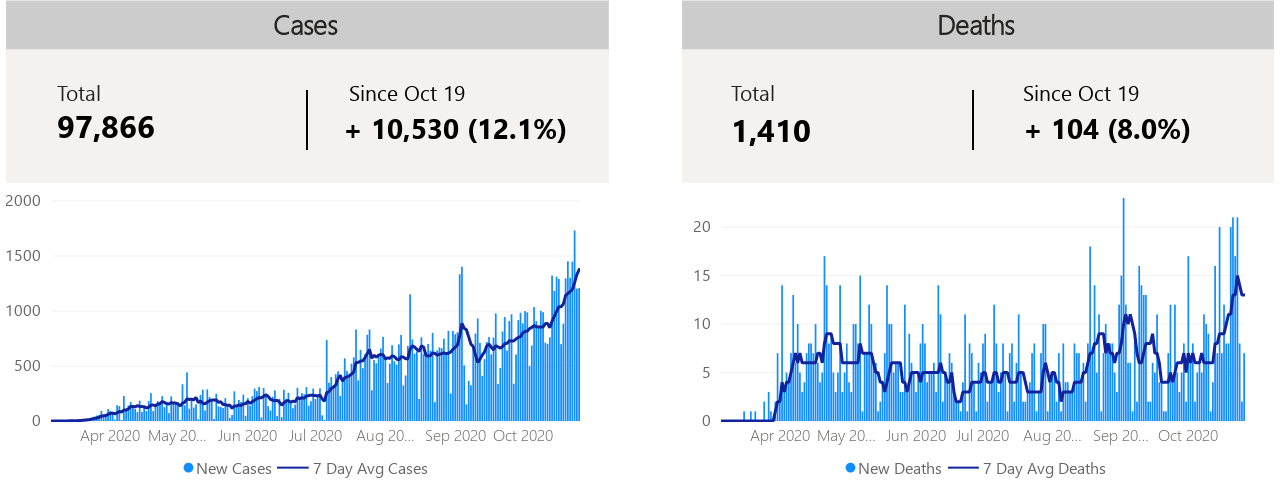 Cases
Total
97,866
Since Oct 19
+ 10,530 (12.1%)
2000
1500
1000
500
0
Apr 2020 May 20... Jun 2020 Jul 2020 Aug 20... Sep 2020 Oct 2020
New Cases 7 Day Avg Cases
Deaths
Total
1,410
Since Oct 19
+ 104 (8.0%)
20
15
10
5
0
Apr 2020 May 20... Jun 2020 Jul 2020 Aug 20... Sep 20... Oct 2020
New Deaths 7 Day Avg Deaths